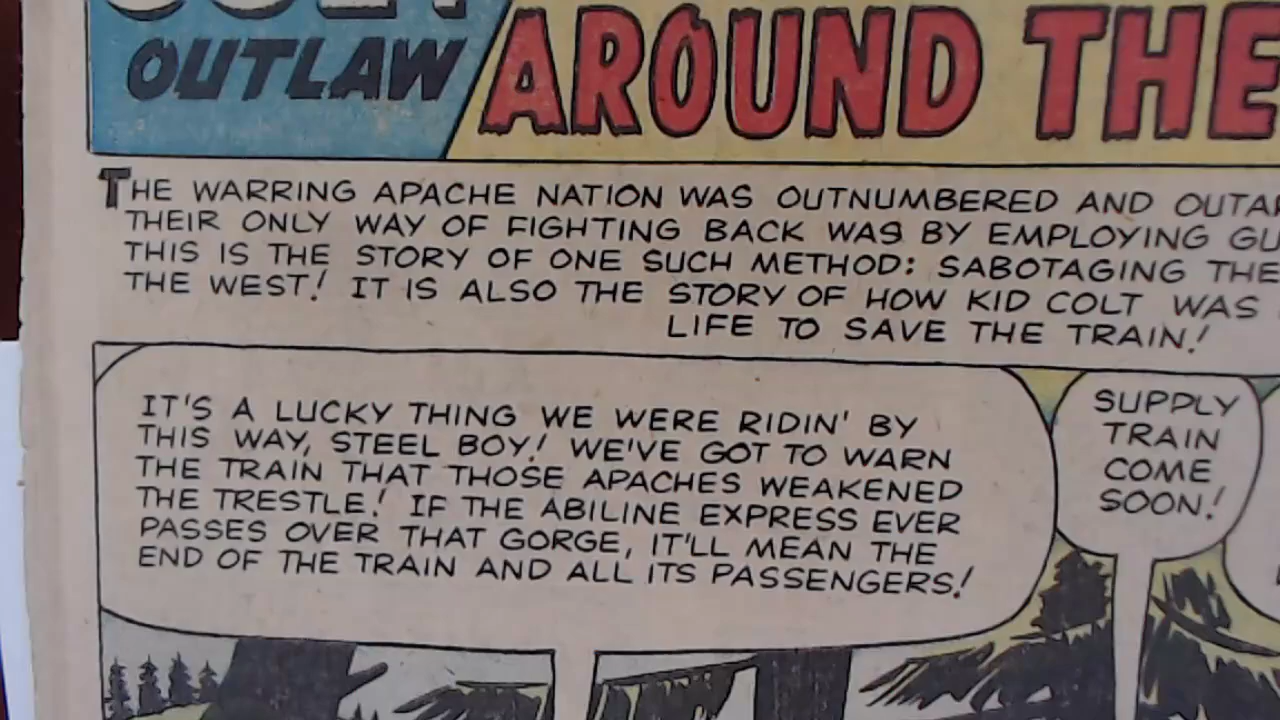 OUTLAW
AROUND THE
THE WARRING APACHE NATION WAS OUTNUMBERED AND
THEIR ONLY WAY OF FIGHTING BACK WAS BY EMPLOYING
THIS IS THE STORY OF ONE SUCH METHOD: SABOTAGING THE
THE WEST! IT IS ALSO THE STORY OF HOW KID COLT WAS
LIFE TO SAVE THE TRAIN!
IT'S A LUCKY THING WE WERE RIDIN' BY
THIS WAY, STEEL BOY! WE'VE GOT TO WARN
THE TRAIN THAT THOSE APACHES WEAKENED
THE TRESTLE! IF THE ABILINE EXPRESS EVER
PASSES OVER THAT GORGE, IT'LL MEAN THE
END OF THE TRAIN AND ALL ITS PASSENGERS!
SUPPLY
TRAIN
COME
SOON!